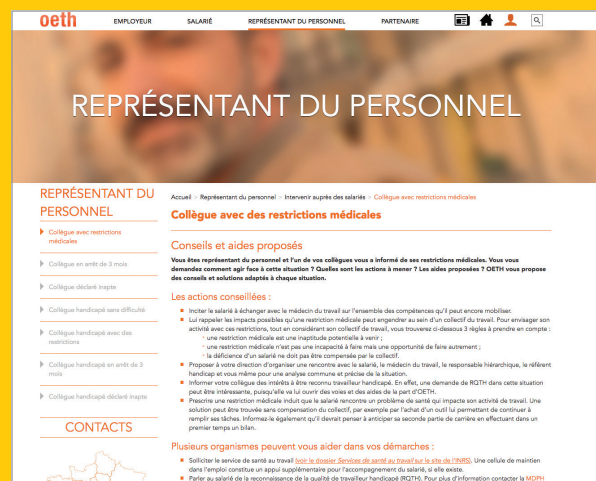 oeth
EMPLOYEUR
SALARIÉ
REPRÉSENTANT DU PERSONNEL
PARTENAIRE
REPRÉSENTANT DU PERSONNEL
REPRÉSENTANT DU
PERSONNEL
Collègue avec restrictions
médicales
Collègue en arrêt de 3 mois
Collègue déclaré inapte
Collègue handicapé sans difficulté
Collègue handicapé avec des
restrictions
Collègue handicapé en arrêt de 3
mois
Collègue handicapé déclaré inapte
CONTACTS
Accueil > Représentant du personnel > Intervenir auprès des salariés > Collègue avec restrictions médicales
Collègue avec des restrictions médicales
Conseils et aides proposés
Vous êtes représentant du personnel et l'un de vos collègues vous a informé de ses restrictions médicales. Vous vous
demandez comment agir face à cette situation ? Quelles sont les actions à mener ? Les aides proposées ? OETH vous propose
des conseils et solutions adaptés à chaque situation.
Les actions conseillées :
Inciter le salarié à échanger avec le médecin du travail sur l'ensemble des compétences qu'il peut encore mobiliser.
Lui rappeler les impacts possibles qu'une restriction médicale peut engendrer au sein d'un collectif du travail. Pour envisager son
activité avec ces restrictions, tout en considérant son collectif de travail, vous trouverez ci-dessous 3 règles à prendre en compte :
- une restriction médicale est une inaptitude potentielle à venir ;
- une restriction médicale n'est pas une incapacité à faire mais une opportunité de faire autrement ;
- la déficience d'un salarié ne doit pas être compensée par le collectif.
Proposer à votre direction d'organiser une rencontre avec le salarié, le médecin du travail, le responsable hiérarchique, le référent
handicap et vous même pour une analyse commune et précise de la situation.
Informer votre collègue des intérêts à être reconnu travailleur handicapé. En effet, une demande de RQTH dans cette situation
peut être intéressante, puisqu'elle va lui ouvrir des voies et des aides de la part d'OETH.
Prescrire une restriction médicale induit que le salarié rencontre un problème de santé qui impacte son activité de travail. Une
solution peut être trouvée sans compensation du collectif, par exemple par l'achat d'un outil lui permettant de continuer à
remplir ses tâches. Informez-le également qu'il devrait penser à anticiper sa seconde partie de carrière en effectuant dans un
premier temps un bilan.
Plusieurs organismes peuvent vous aider dans vos démarches :
Solliciter le service de santé au travail (voir le dossier Services de santé au travail sur le site de l'INRS). Une cellule de maintien
dans l'emploi constitue un appui supplémentaire pour l'accompagnement du salarié, si elle existe.
Parler au salarié de la reconnaissance de la qualité de travailleur handicapé (RQTH). Pour plus d'information contacter la MDPH